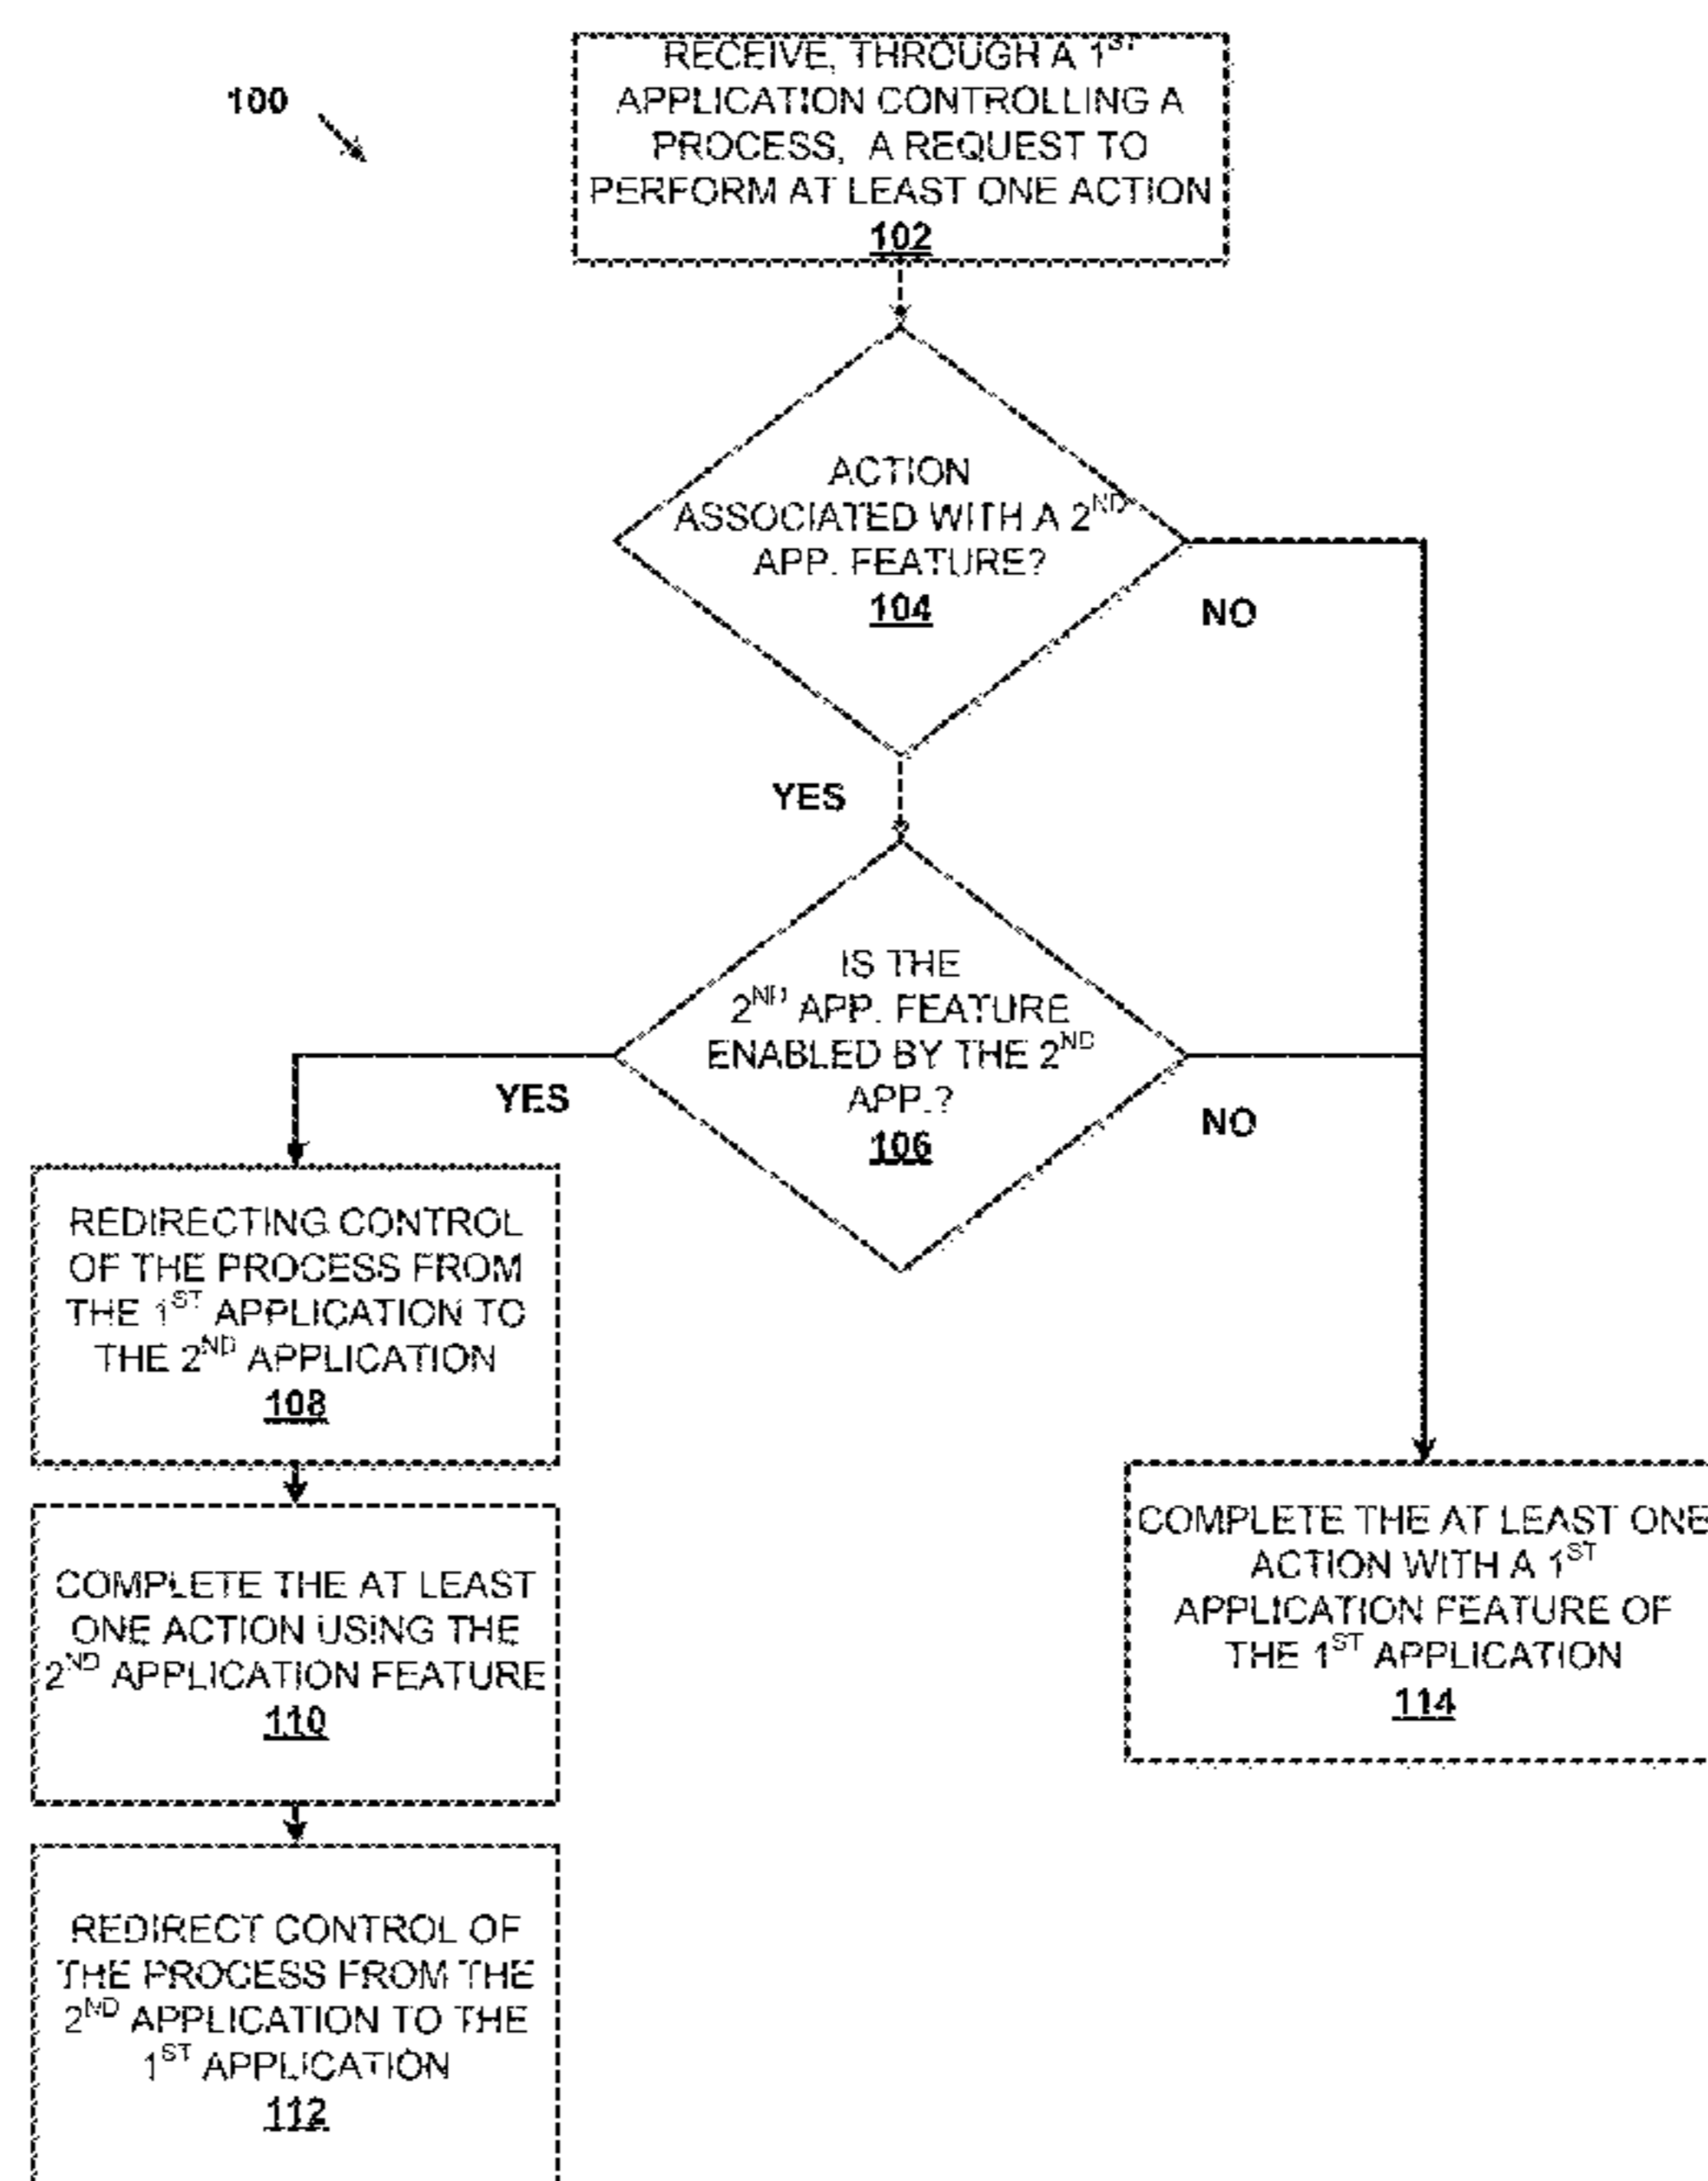 100
RECEIVE, THROUGH A 1ST
APPLICATION CONTROLLING A
PROCESS, A REQUEST TO
PERFORM AT LEAST ONE ACTION
102
ACTION
ASSOCIATED WITH A 2ND
APP. FEATURE?
104
NO
YES
IS THE
2ND APP. FEATURE
ENABLED BY THE 2ND
APP.?
106
YES
NO
REDIRECTING CONTROL
OF THE PROCESS FROM
THE 1ST APPLICATION TO
THE 2ND APPLICATION
108
COMPLETE THE AT LEAST
ONE ACTION USING THE
2ND APPLICATION FEATURE
110
REDIRECT CONTROL OF
THE PROCESS FROM THE
2ND APPLICATION TO THE
1ST APPLICATION
112
COMPLETE THE AT LEAST ONE
ACTION WITH A 1ST
APPLICATION FEATURE OF
THE 1ST APPLICATION
114